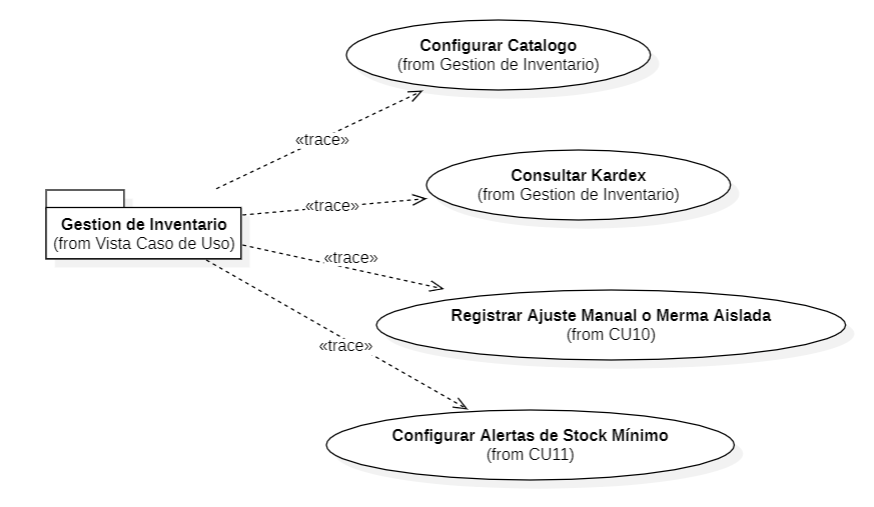 Configurar Catalogo
(from Gestion de Inventario)
«trace»
Consultar Kardex
(from Gestion de Inventario)
«trace»
Gestion de Inventario
(from Vista Caso de Uso)
«trace»
Registrar Ajuste Manual o Merma Aislada
(from CU10)
«trace»
Configurar Alertas de Stock Mínimo
(from CU11)